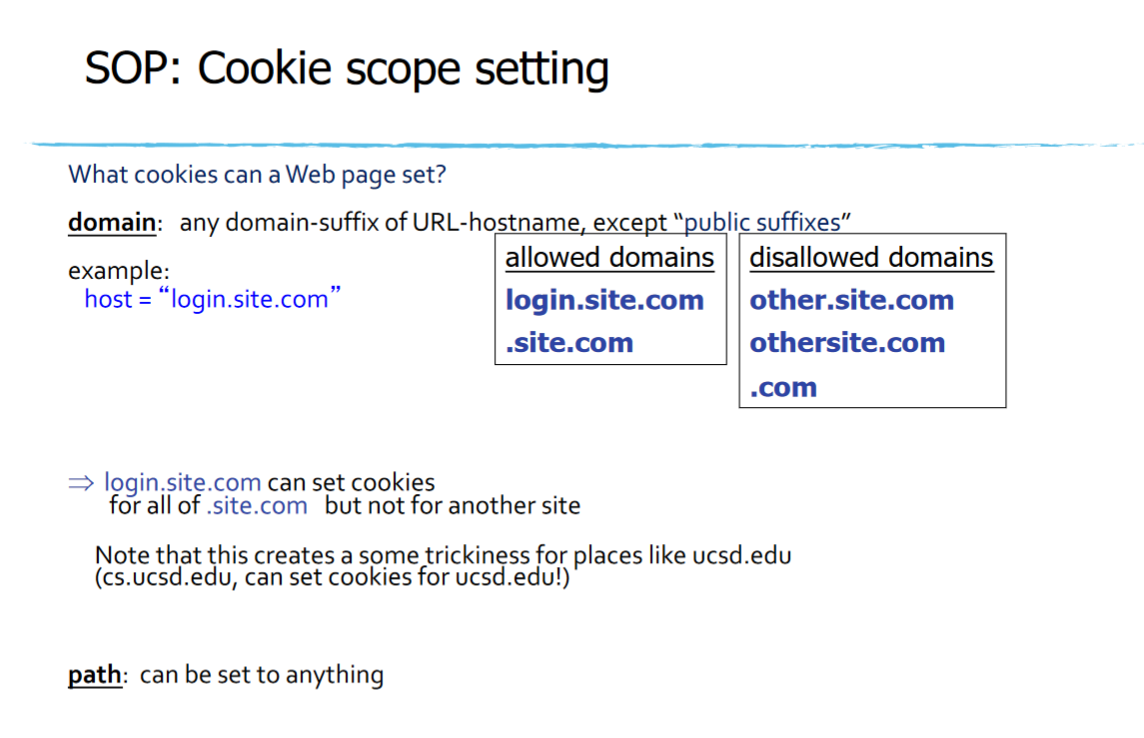 SOP: Cookie scope setting
What cookies can a Web page set?
domain: any domain-suffix of URL-hostname, except “public suffixes”
example:
host = “login.site.com”
allowed domains
login.site.com
.site.com
disallowed domains
other.site.com
othersite.com
.com
⇒ login.site.com can set cookies
for all of .site.com but not for another site
Note that this creates a some trickiness for places like ucsd.edu
(cs.ucsd.edu, can set cookies for ucsd.edu!)
path: can be set to anything